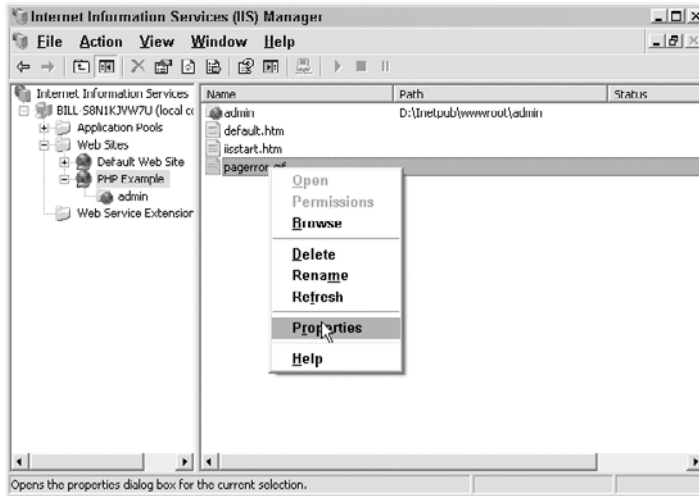 Internet Information Services (IIS) Manager
File Action View Window Help
Internet Information Services
BILL-S8N1KJVW7U (local co
Application Pools
Web Sites
Default Web Site
PHP Example
admin
Web Service Extension
Name Path Status
admin D:\Inetpub\wwwroot\admin
default.htm
iisstart.htm
pagerror.gif
Open
Permissions
Browse
Delete
Rename
Refresh
Properties
Help
Opens the properties dialog box for the current selection.